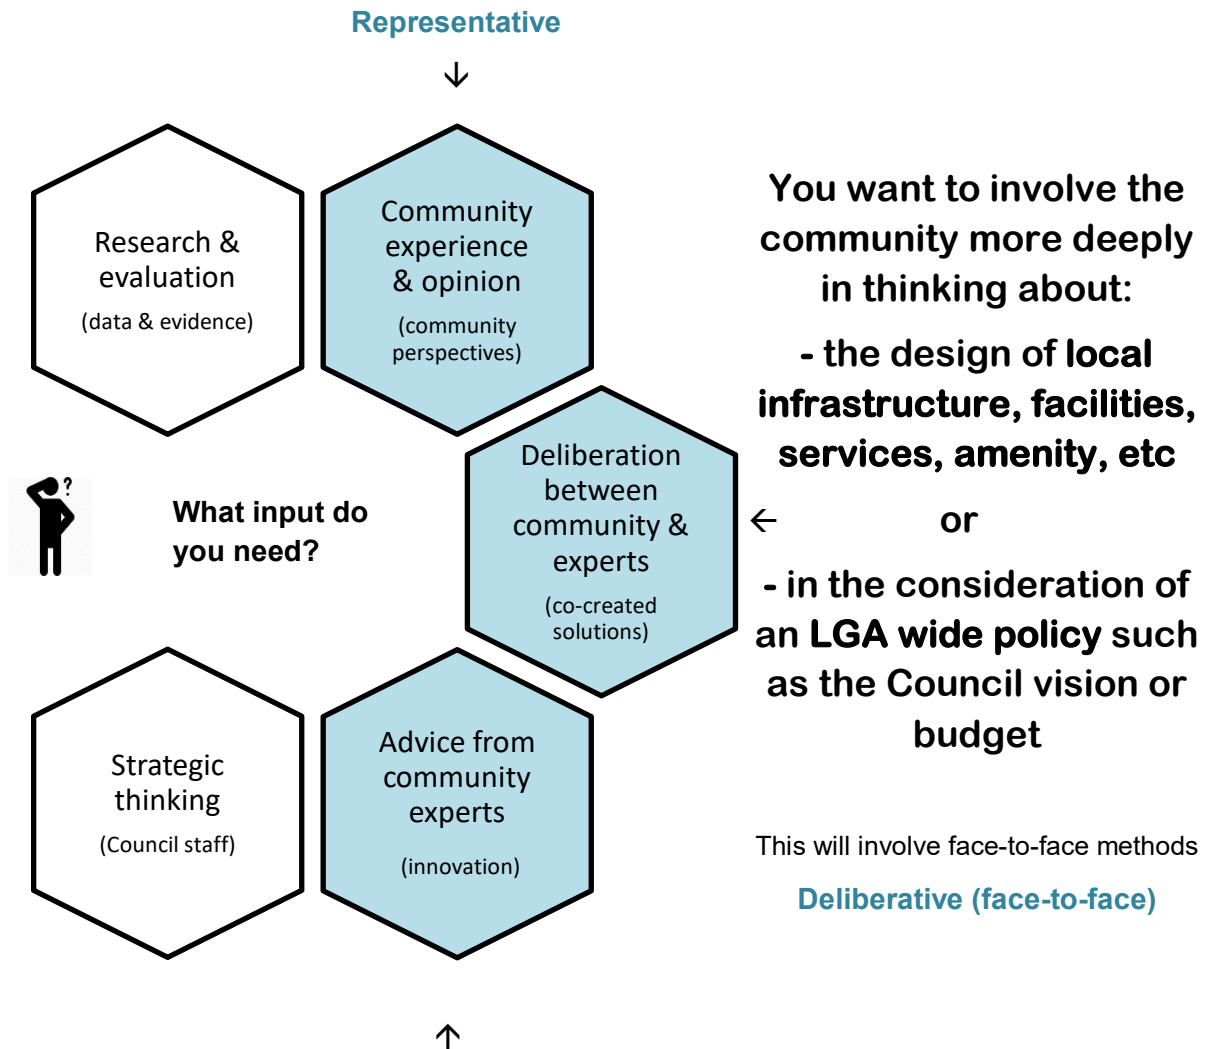 Representative
↓
Research &
evaluation
(data & evidence)
Community
experience
& opinion
(community
perspectives)
Deliberation
between
community &
experts
(co-created
solutions)
?
What input do
you need?
Strategic
thinking
(Council staff)
Advice from
community
experts
(innovation)
↑
You want to involve the
community more deeply
in thinking about:
- the design of local
infrastructure, facilities,
services, amenity, etc
← or
- in the consideration of
an LGA wide policy such
as the Council vision or
budget
This will involve face-to-face methods
Deliberative (face-to-face)